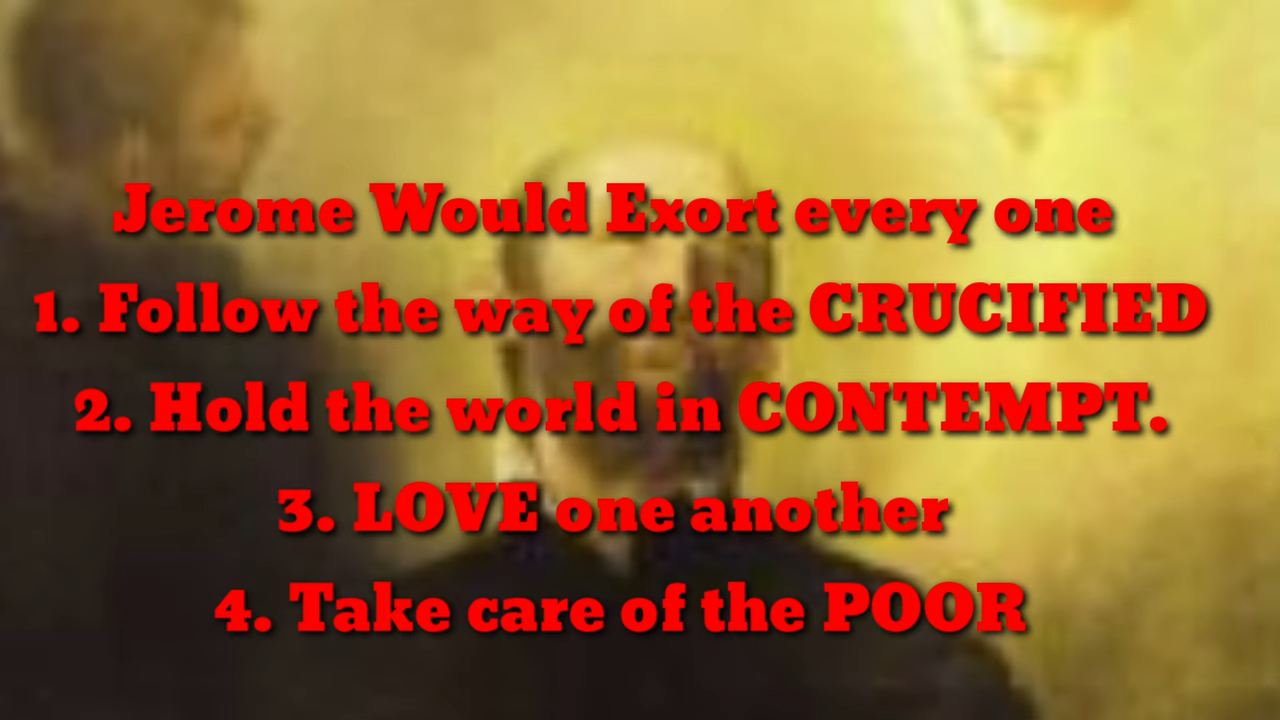 Jerome Would Exort every one
1. Follow the way of the CRUCIFIED
2. Hold the world in CONTEMPT.
3. LOVE one another
4. Take care of the POOR